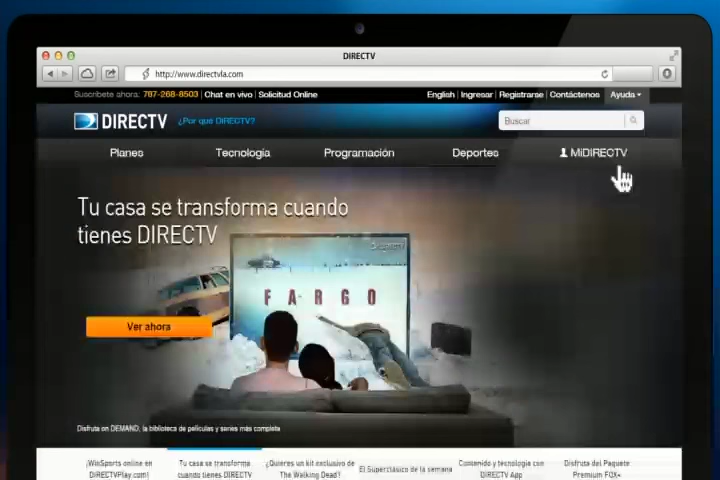 DIRECTV
http://www.directvla.com
Suscríbete ahora: 787-268-8503 | Chat en vivo | Solicitud Online
English | Ingresar | Registrarse | Contáctenos
Ayuda
DIRECTV
¿Por qué DIRECTV?
Buscar
Planes
Tecnología
Programación
Deportes
MiDIRECTV
Tu casa se transforma cuando
tienes DIRECTV
DIRECTV
FARGO
Ver ahora
Disfruta on DEMAND, la biblioteca de películas y series más completa
¡WinSports online en
DIRECTVPlay.com!
Tu casa se transforma
cuando tienes DIRECTV
¿Quieres un kit exclusivo de
The Walking Dead?
El Superclásico de la semana
Contenido y tecnología con
DIRECTV App
Disfruta del Paquete
Premium FOX+